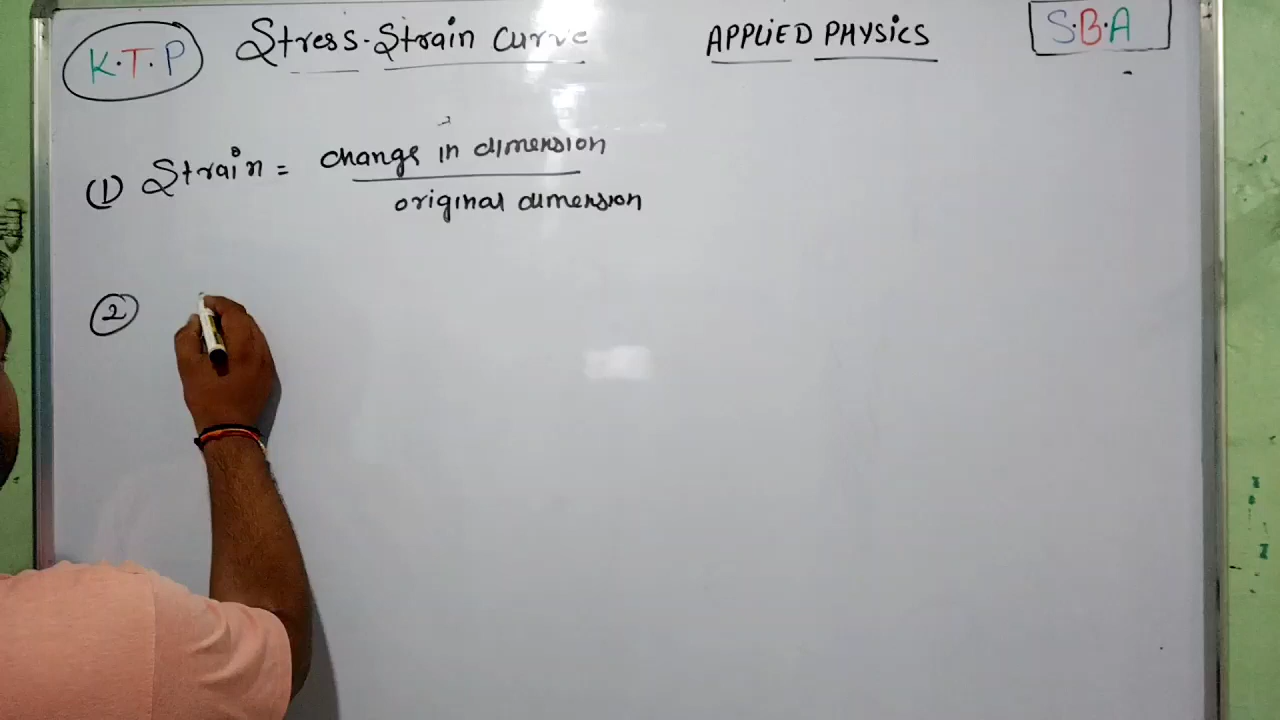 K.T.P
Stress-Strain Curve
APPLIED PHYSICS
S.B.A
(1) Strain = change in dimension
original dimension
2